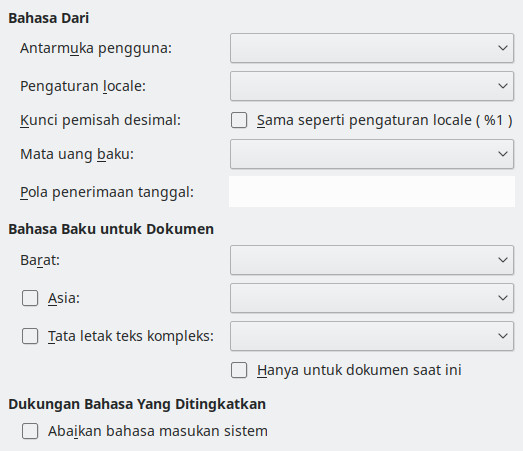 Bahasa Dari
Antarmuka pengguna:
Pengaturan locale:
Kunci pemisah desimal: Sama seperti pengaturan locale ( %1 )
Mata uang baku:
Pola penerimaan tanggal:
Bahasa Baku untuk Dokumen
Barat:
Asia:
Tata letak teks kompleks:
Hanya untuk dokumen saat ini
Dukungan Bahasa Yang Ditingkatkan
Abaikan bahasa masukan sistem